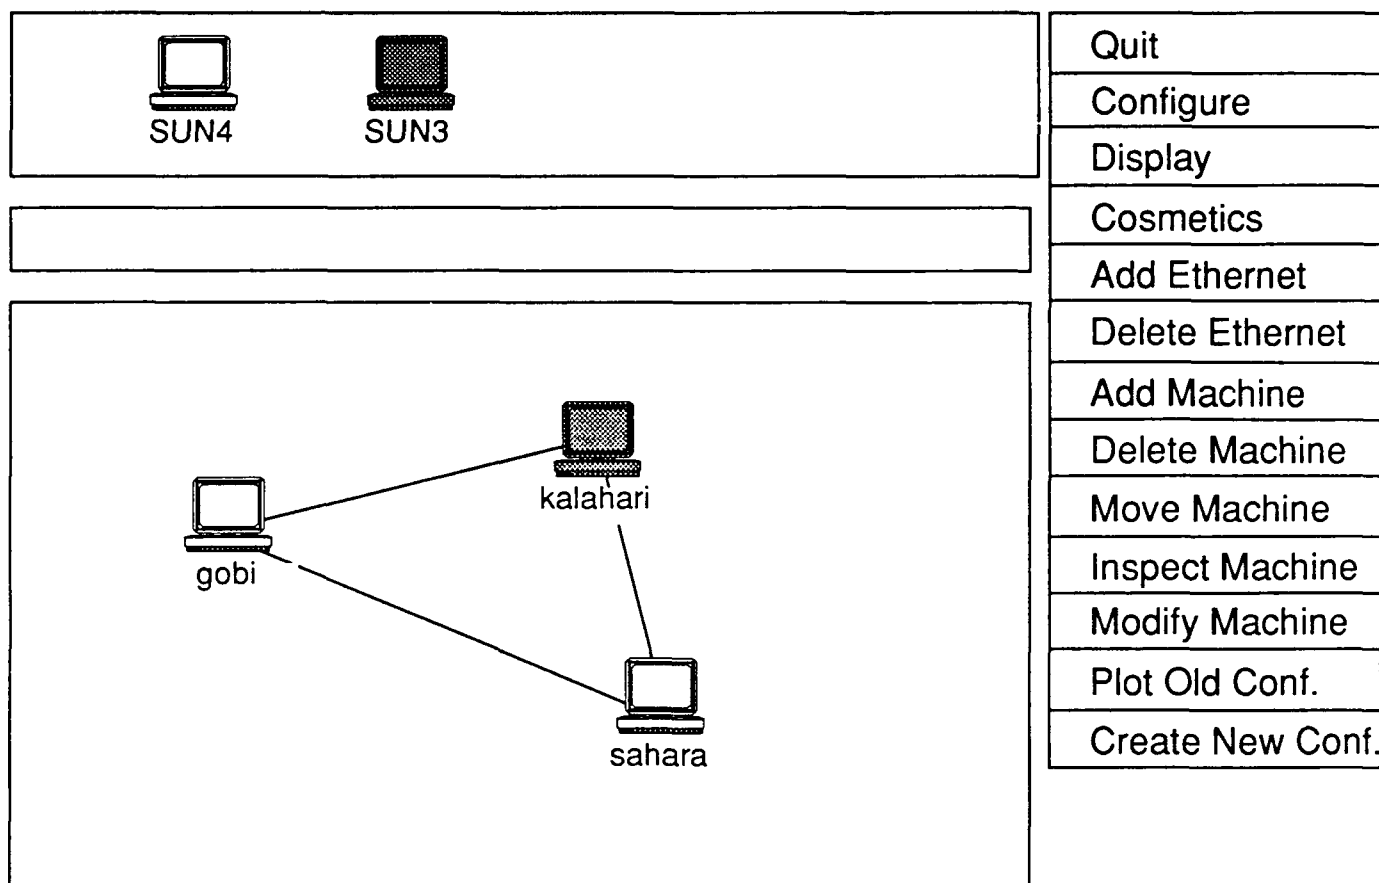 SUN4
SUN3
kalahari
gobi
sahara
Quit
Configure
Display
Cosmetics
Add Ethernet
Delete Ethernet
Add Machine
Delete Machine
Move Machine
Inspect Machine
Modify Machine
Plot Old Conf.
Create New Conf.